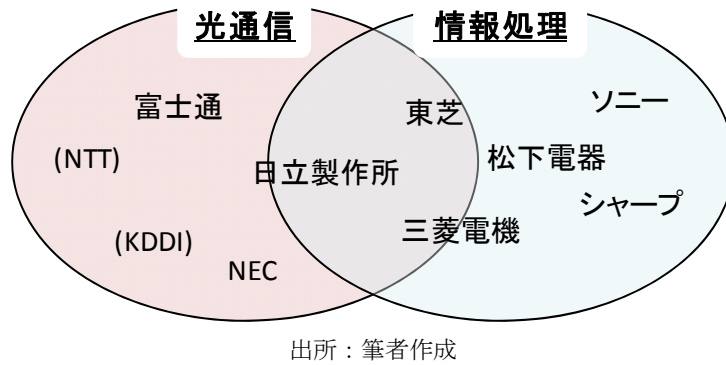 光通信
情報処理
富士通
東芝
ソニー
(NTT)
日立製作所
松下電器
シャープ
(KDDI)
三菱電機
NEC
出所：筆者作成